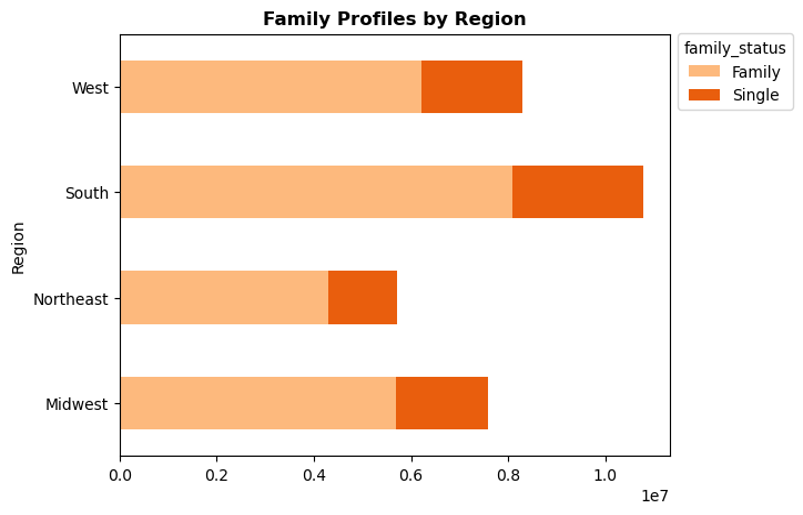 Family Profiles by Region
family_status
Family
Single
West
South
Northeast
Midwest
Region
0.0 0.2 0.4 0.6 0.8 1.0
1e7